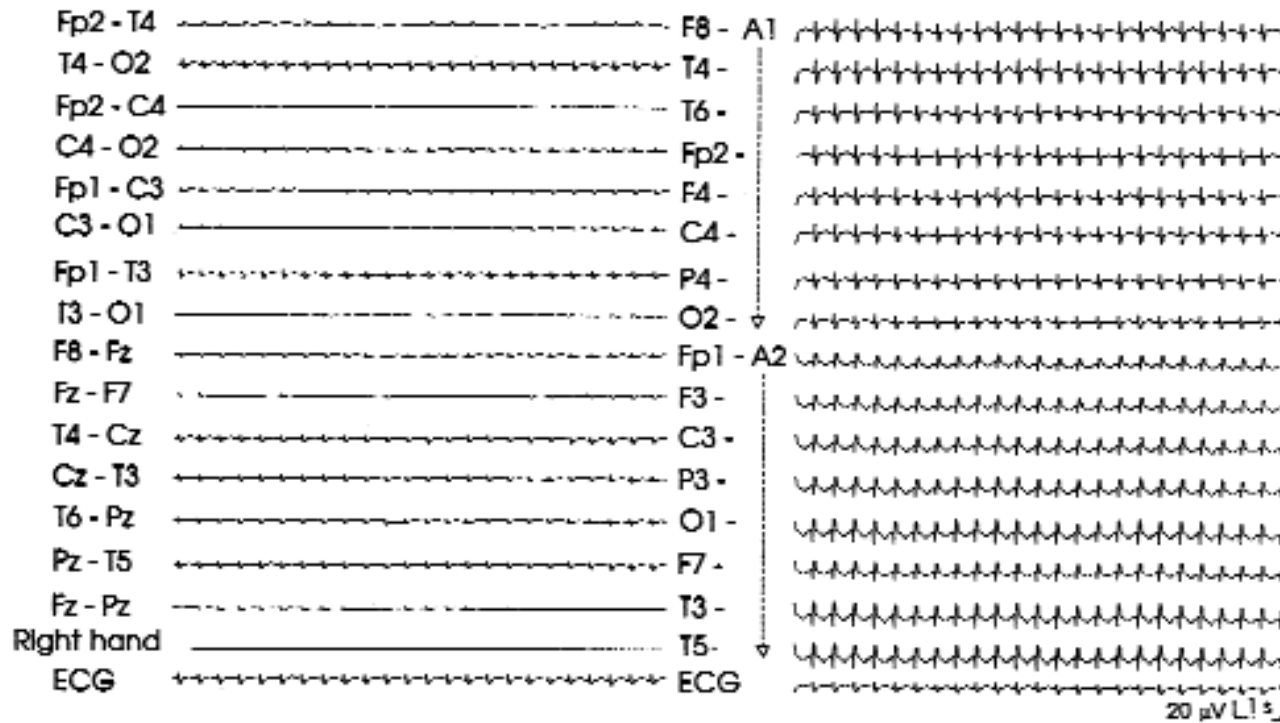 Fp2 - T4
T4 - O2
Fp2 - C4
C4 - O2
Fp1 - C3
C3 - O1
Fp1 - T3
T3 - O1
F8 - Fz
Fz - F7
T4 - Cz
Cz - T3
T6 - Pz
Pz - T5
Fz - Pz
Right hand
ECG
F8 - A1
T4 -
T6 -
Fp2 -
F4 -
C4 -
P4 -
O2 -
Fp1 - A2
F3 -
C3 -
P3 -
O1 -
F7 -
T3 -
T5-
ECG
20 µV 1 s